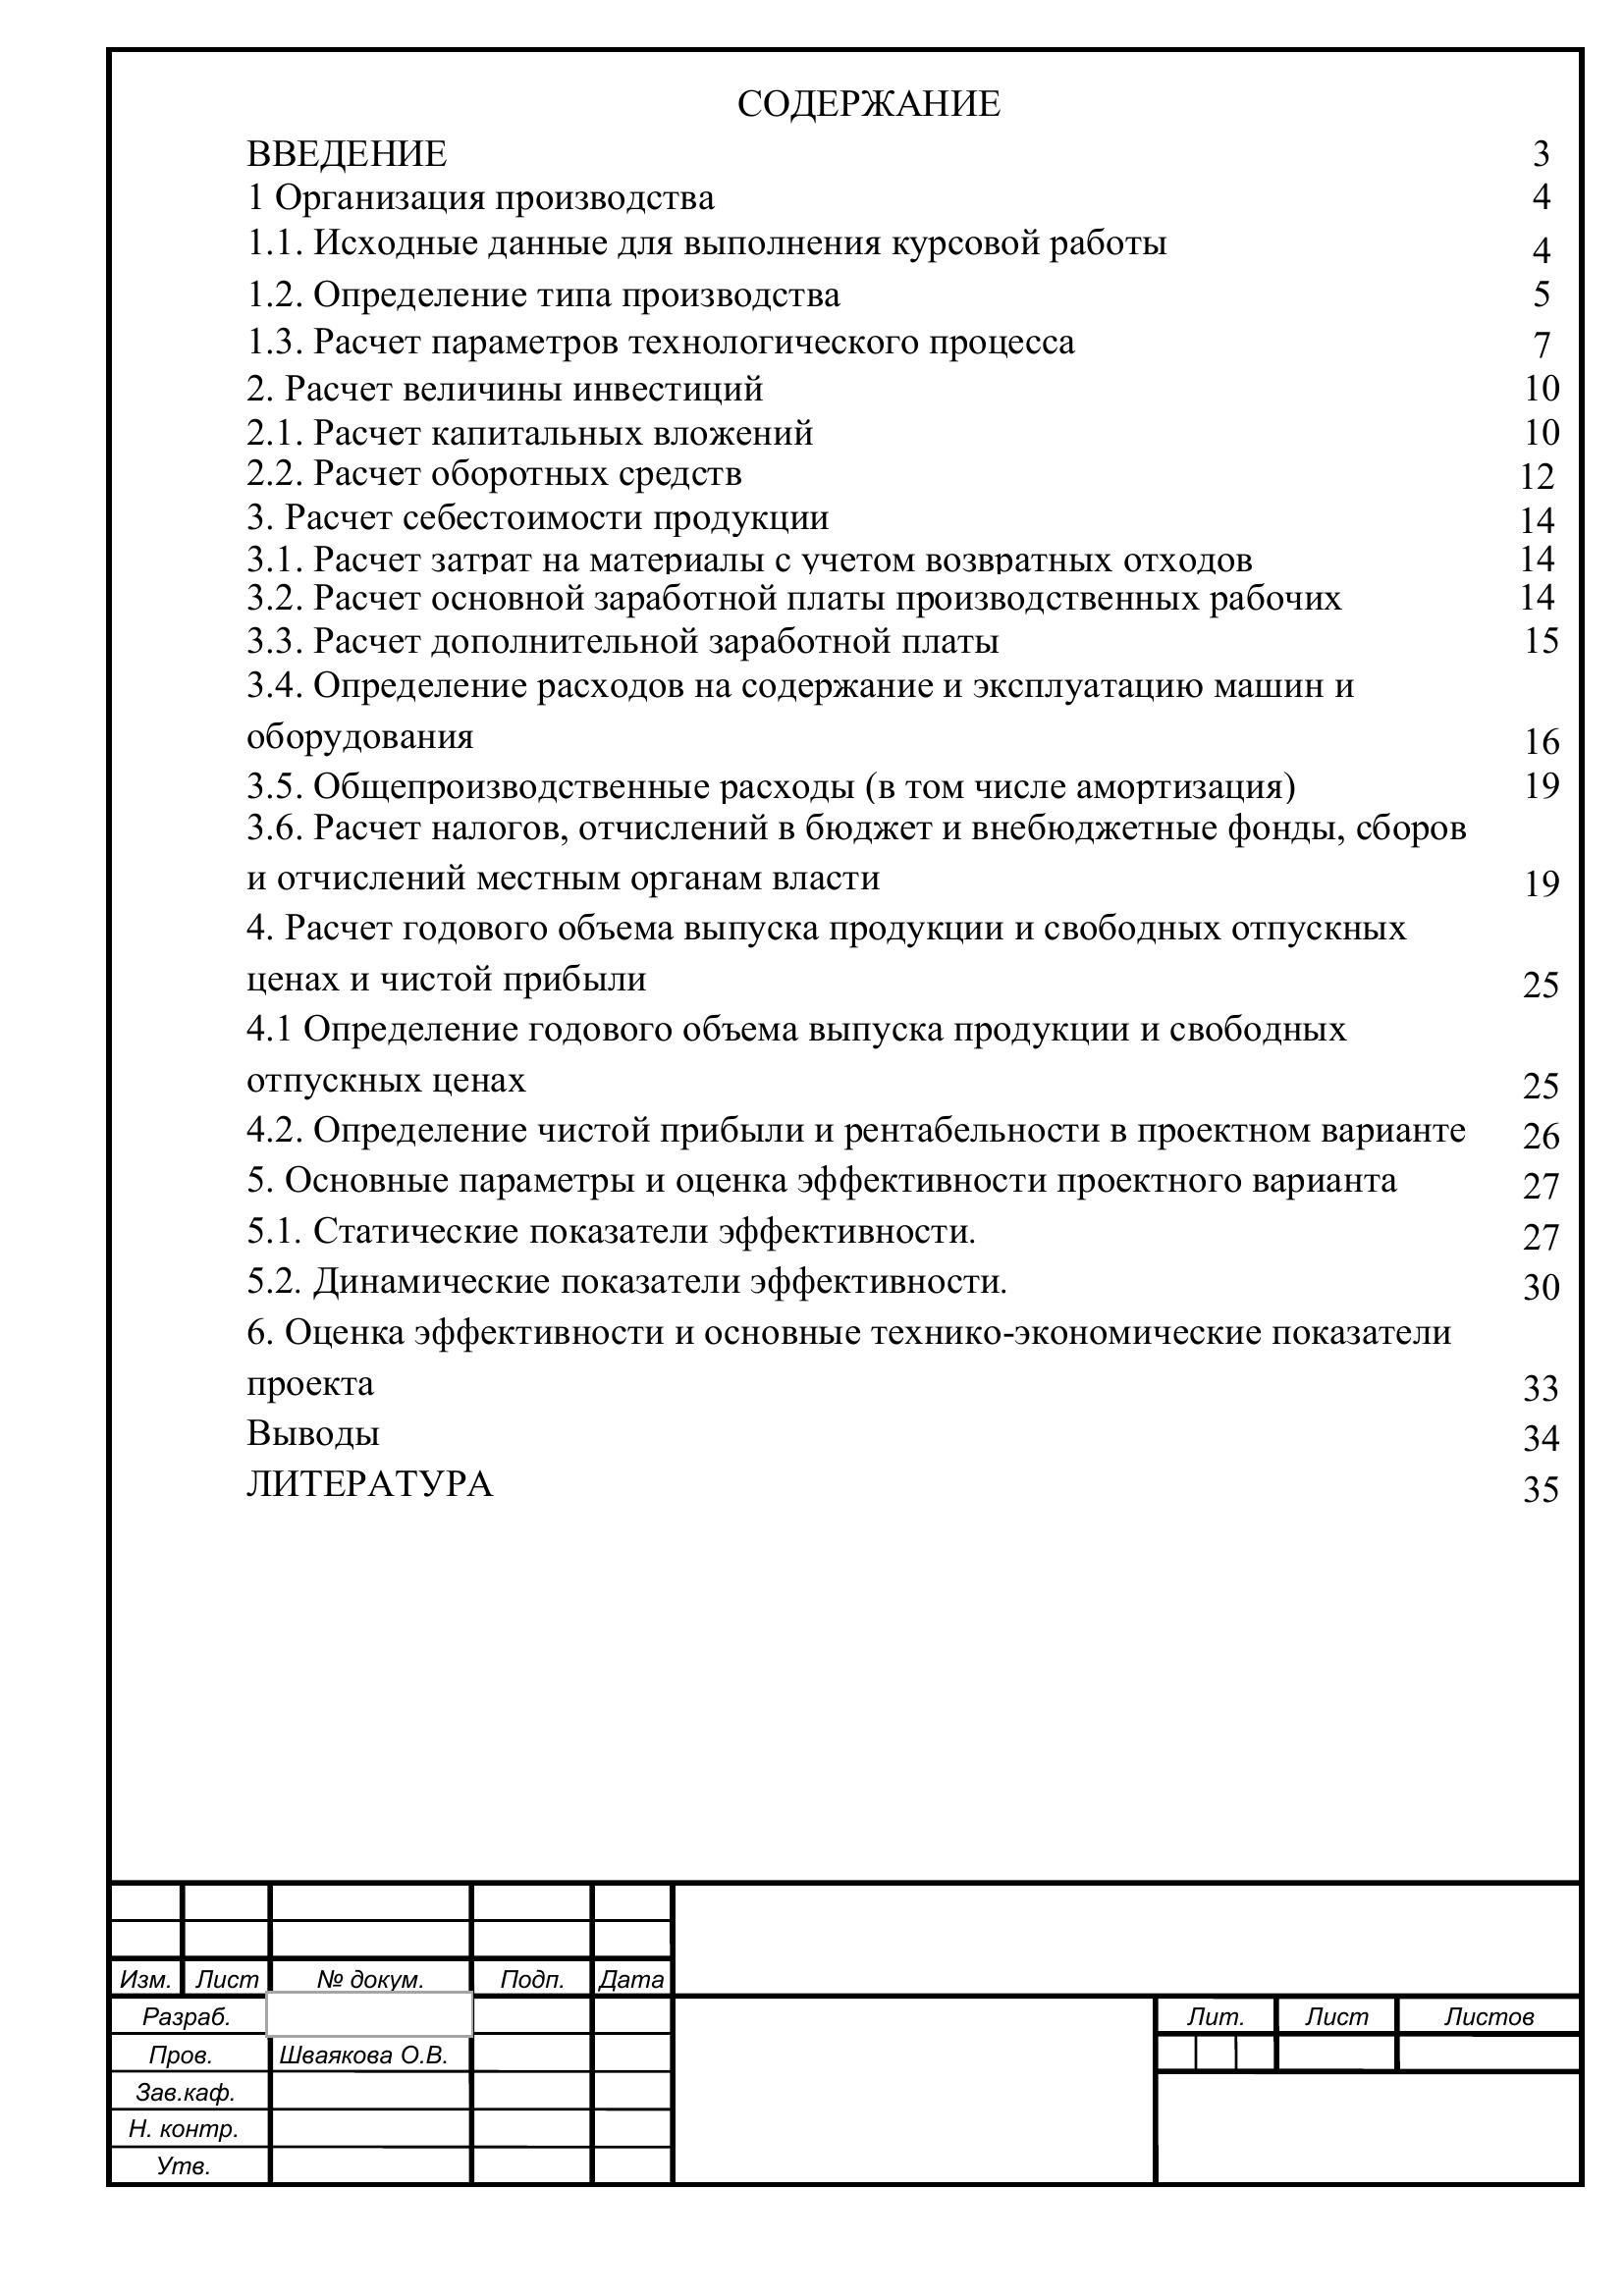 СОДЕРЖАНИЕ
ВВЕДЕНИЕ 3
1 Организация производства 4
1.1. Исходные данные для выполнения курсовой работы 4
1.2. Определение типа производства 5
1.3. Расчет параметров технологического процесса 7
2. Расчет величины инвестиций 10
2.1. Расчет капитальных вложений 10
2.2. Расчет оборотных средств 12
3. Расчет себестоимости продукции 14
3.1. Расчет затрат на материалы с учетом возвратных отходов 14
3.2. Расчет основной заработной платы производственных рабочих 14
3.3. Расчет дополнительной заработной платы 15
3.4. Определение расходов на содержание и эксплуатацию машин и
оборудования 16
3.5. Общепроизводственные расходы (в том числе амортизация) 19
3.6. Расчет налогов, отчислений в бюджет и внебюджетные фонды, сборов
и отчислений местным органам власти 19
4. Расчет годового объема выпуска продукции и свободных отпускных
ценах и чистой прибыли 25
4.1 Определение годового объема выпуска продукции и свободных
отпускных ценах 25
4.2. Определение чистой прибыли и рентабельности в проектном варианте 26
5. Основные параметры и оценка эффективности проектного варианта 27
5.1. Статические показатели эффективности. 27
5.2. Динамические показатели эффективности. 30
6. Оценка эффективности и основные технико-экономические показатели
проекта 33
Выводы 34
ЛИТЕРАТУРА 35
Изм. Лист № докум. Подп. Дата
Разраб. Лит. Лист Листов
Пров. Шваякова О.В.
Зав.каф.
Н. контр.
Утв.